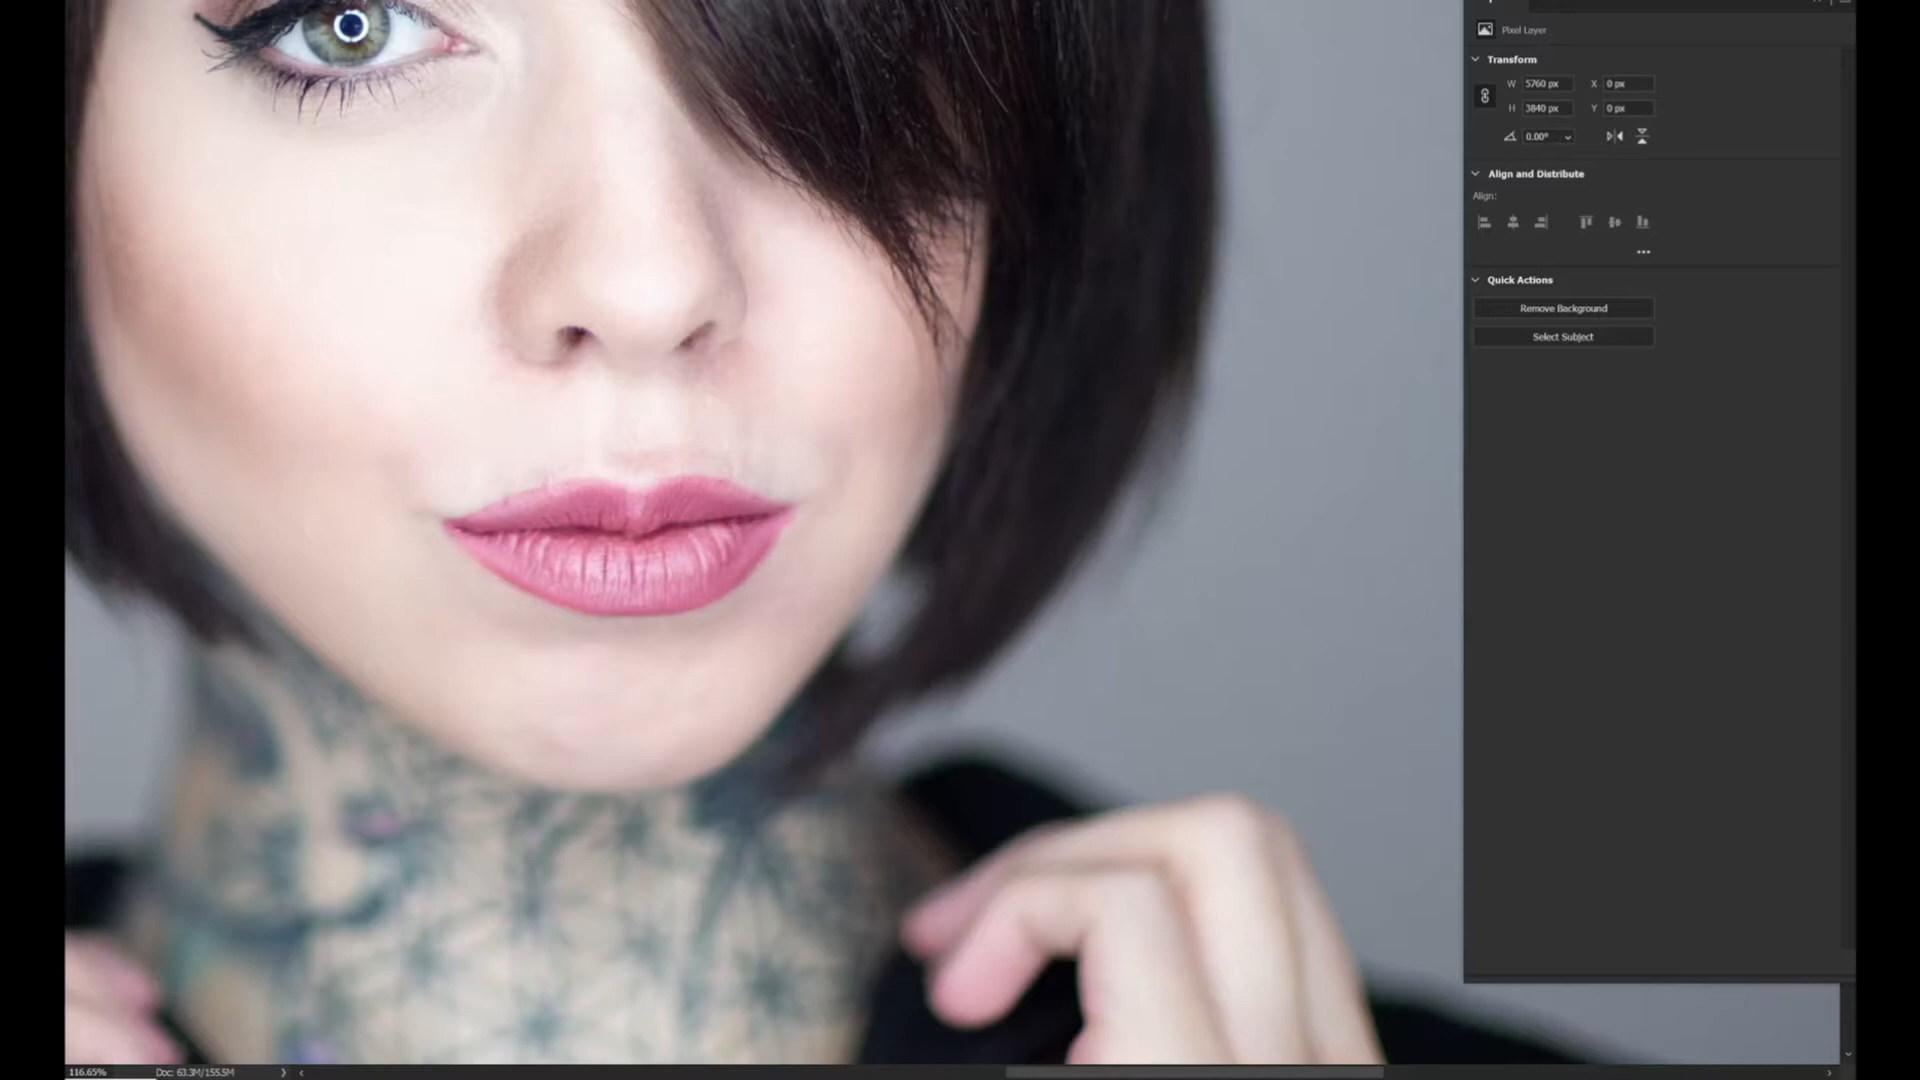 Pixel Layer
Transform
W 5760 px X 0 px
H 3840 px Y 0 px
0.00°
Align and Distribute
Align:
Quick Actions
Remove Background
Select Subject
116.65% Doc: 63.3M/155.5M